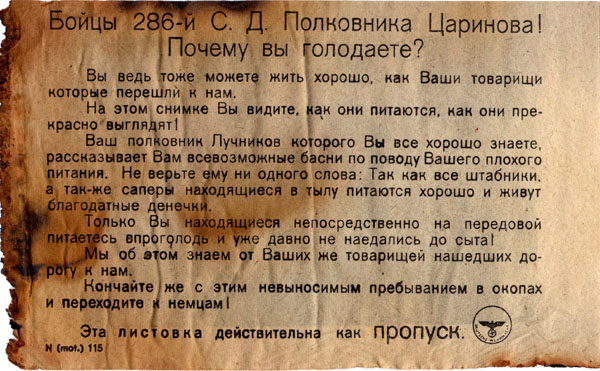 Бойцы 286-й С. Д. Полковника Царинова!
Почему вы голодаете?
Вы ведь тоже можете жить хорошо, как Ваши товарищи
которые перешли к нам.
На этом снимке Вы видите, как они питаются, как они пре-
красно выглядят!
Ваш полковник Лучников которого Вы все хорошо знаете,
рассказывает Вам всевозможные басни по поводу Вашего плохого
питания. Не верьте ему ни одного слова: Так как все штабники,
а так-же саперы находящиеся в тылу питаются хорошо и живут
благодатные денечки.
Только Вы находящиеся непосредственно на передовой
питаетесь впроголодь и уже давно не наедались до сыта!
Мы об этом знаем от Ваших же товарищей нашедших до-
рогу к нам.
Кончайте же с этим невыносимым пребыванием в окопах
и переходите к немцам!
Эта листовка действительна как пропуск.
N (mot.) 115